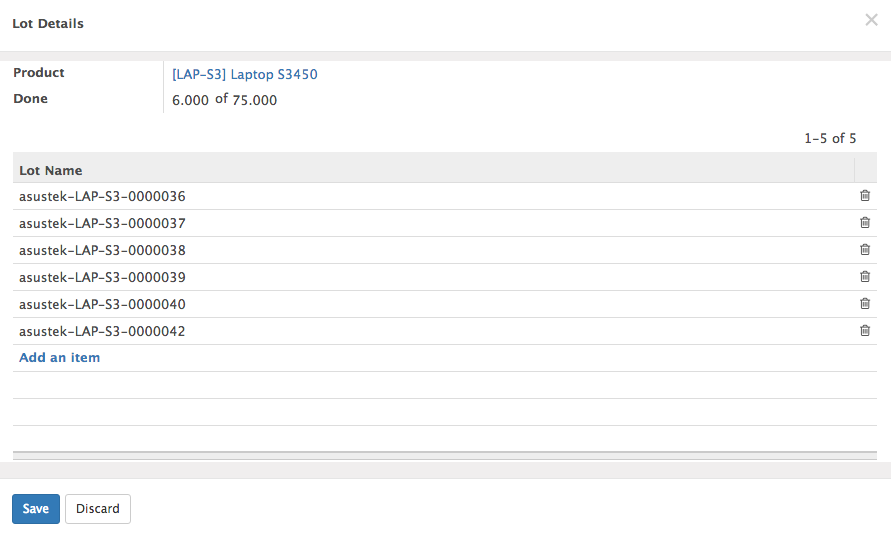 Lot Details
Product [LAP-S3] Laptop S3450
Done 6.000 of 75.000
1-5 of 5
Lot Name
asustek-LAP-S3-0000036
asustek-LAP-S3-0000037
asustek-LAP-S3-0000038
asustek-LAP-S3-0000039
asustek-LAP-S3-0000040
asustek-LAP-S3-0000042
Add an item
Save Discard